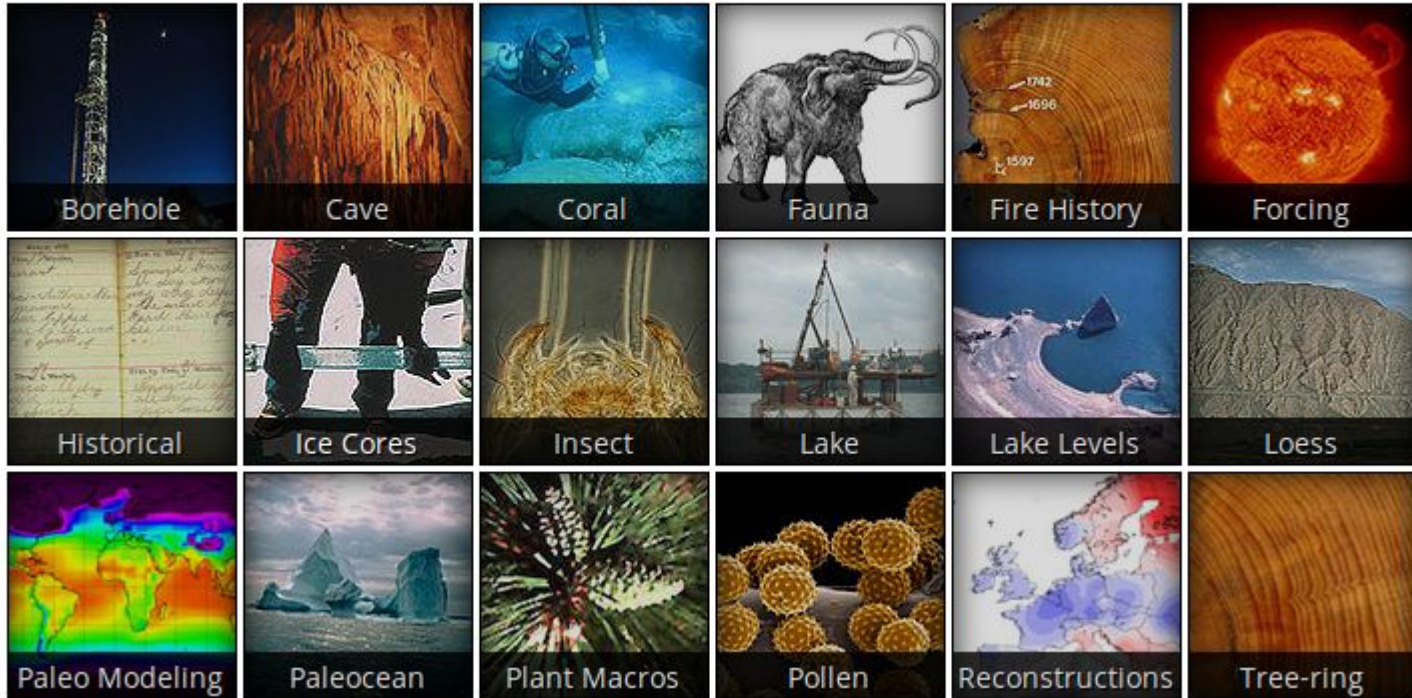 Borehole
Cave
Coral
Fauna
1742
1696
1597
Fire History
Forcing
Historical
Ice Cores
Insect
Lake
Lake Levels
Loess
Paleo Modeling
Paleocean
Plant Macros
Pollen
Reconstructions
Tree-ring